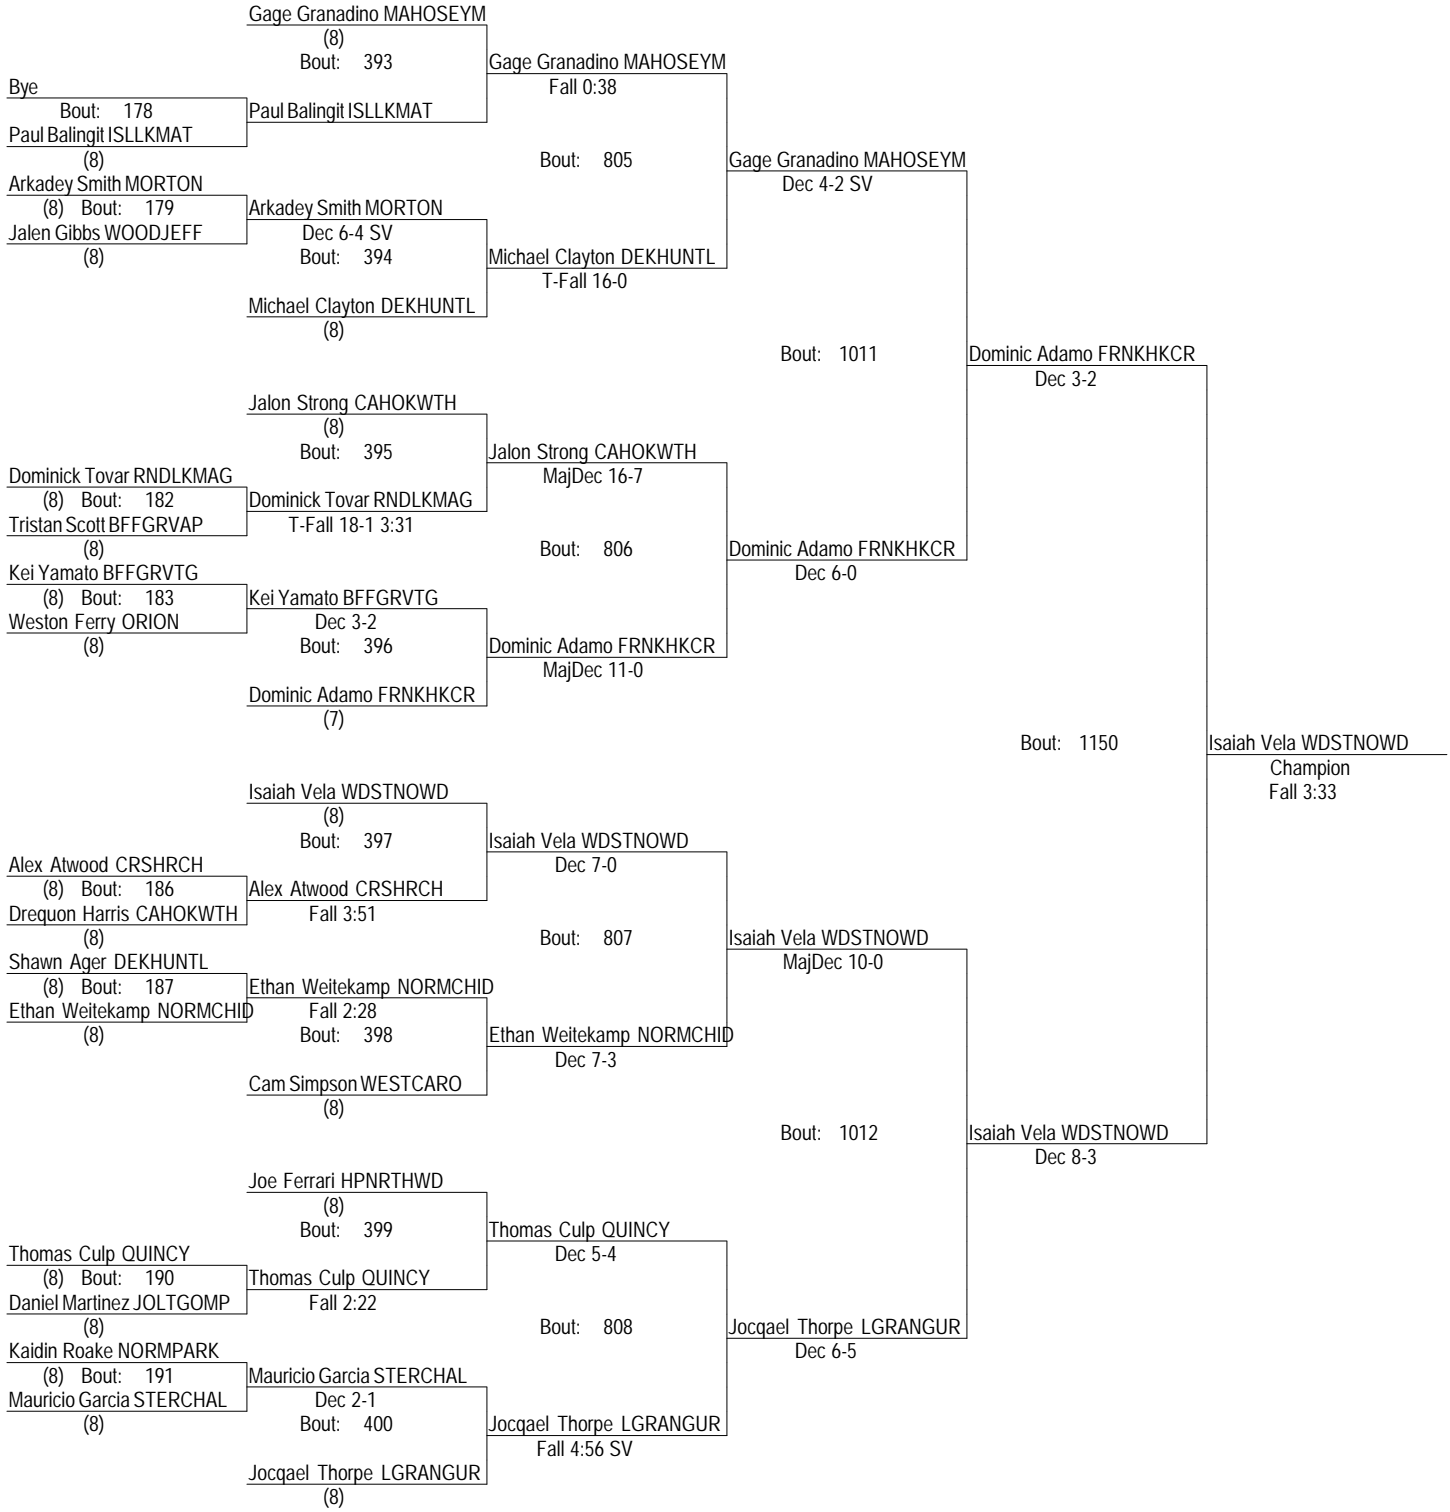 Gage Granadino MAHOSEYM
(8)
Bout: 393
Gage Granadino MAHOSEYM
Fall 0:38
Bye
Bout: 178
Paul Balingit ISLLKMAT
Paul Balingit ISLLKMAT
(8)
Bout: 805
Gage Granadino MAHOSEYM
Dec 4-2 SV
Arkadey Smith MORTON
(8) Bout: 179
Arkadey Smith MORTON
Jalen Gibbs WOODJEFF
Dec 6-4 SV
(8)
Bout: 394
Michael Clayton DEKHUNTL
T-Fall 16-0
Michael Clayton DEKHUNTL
(8)
Bout: 1011
Dominic Adamo FRNKHKCR
Dec 3-2
Jalon Strong CAHOKWTH
(8)
Bout: 395
Jalon Strong CAHOKWTH
MajDec 16-7
Dominick Tovar RNDLKMAG
(8) Bout: 182
Dominick Tovar RNDLKMAG
Tristan Scott BFFGRVAP
T-Fall 18-1 3:31
(8)
Bout: 806
Dominic Adamo FRNKHKCR
Dec 6-0
Kei Yamato BFFGRVTG
(8) Bout: 183
Kei Yamato BFFGRVTG
Weston Ferry ORION
Dec 3-2
(8)
Bout: 396
Dominic Adamo FRNKHKCR
MajDec 11-0
Dominic Adamo FRNKHKCR
(7)
Bout: 1150
Isaiah Vela WDSTNOWD
Champion
Fall 3:33
Isaiah Vela WDSTNOWD
(8)
Bout: 397
Isaiah Vela WDSTNOWD
Dec 7-0
Alex Atwood CRSHRCH
(8) Bout: 186
Alex Atwood CRSHRCH
Drequon Harris CAHOKWTH
Fall 3:51
(8)
Bout: 807
Isaiah Vela WDSTNOWD
MajDec 10-0
Shawn Ager DEKHUNTL
(8) Bout: 187
Ethan Weitekamp NORMCHID
Ethan Weitekamp NORMCHID
Fall 2:28
(8)
Bout: 398
Ethan Weitekamp NORMCHID
Dec 7-3
Cam Simpson WESTCARO
(8)
Bout: 1012
Isaiah Vela WDSTNOWD
Dec 8-3
Joe Ferrari HPNRTHWD
(8)
Bout: 399
Thomas Culp QUINCY
Dec 5-4
Thomas Culp QUINCY
(8) Bout: 190
Thomas Culp QUINCY
Daniel Martinez JOLTGOMP
Fall 2:22
(8)
Bout: 808
Jocqael Thorpe LGRANGUR
Dec 6-5
Kaidin Roake NORMPARK
(8) Bout: 191
Mauricio Garcia STERCHAL
Mauricio Garcia STERCHAL
Dec 2-1
(8)
Bout: 400
Jocqael Thorpe LGRANGUR
Fall 4:56 SV
Jocqael Thorpe LGRANGUR
(8)